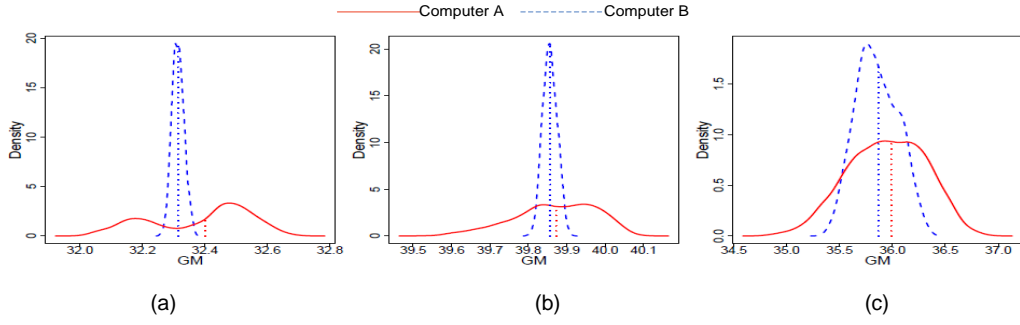 Computer A
Computer B
Density
0
5
10
15
20
32.0
32.2
32.4
32.6
32.8
GM
(a)
Density
0
5
10
15
20
39.5
39.6
39.7
39.8
39.9
40.0
40.1
GM
(b)
Density
0.0
0.5
1.0
1.5
34.5
35.0
35.5
36.0
36.5
37.0
GM
(c)